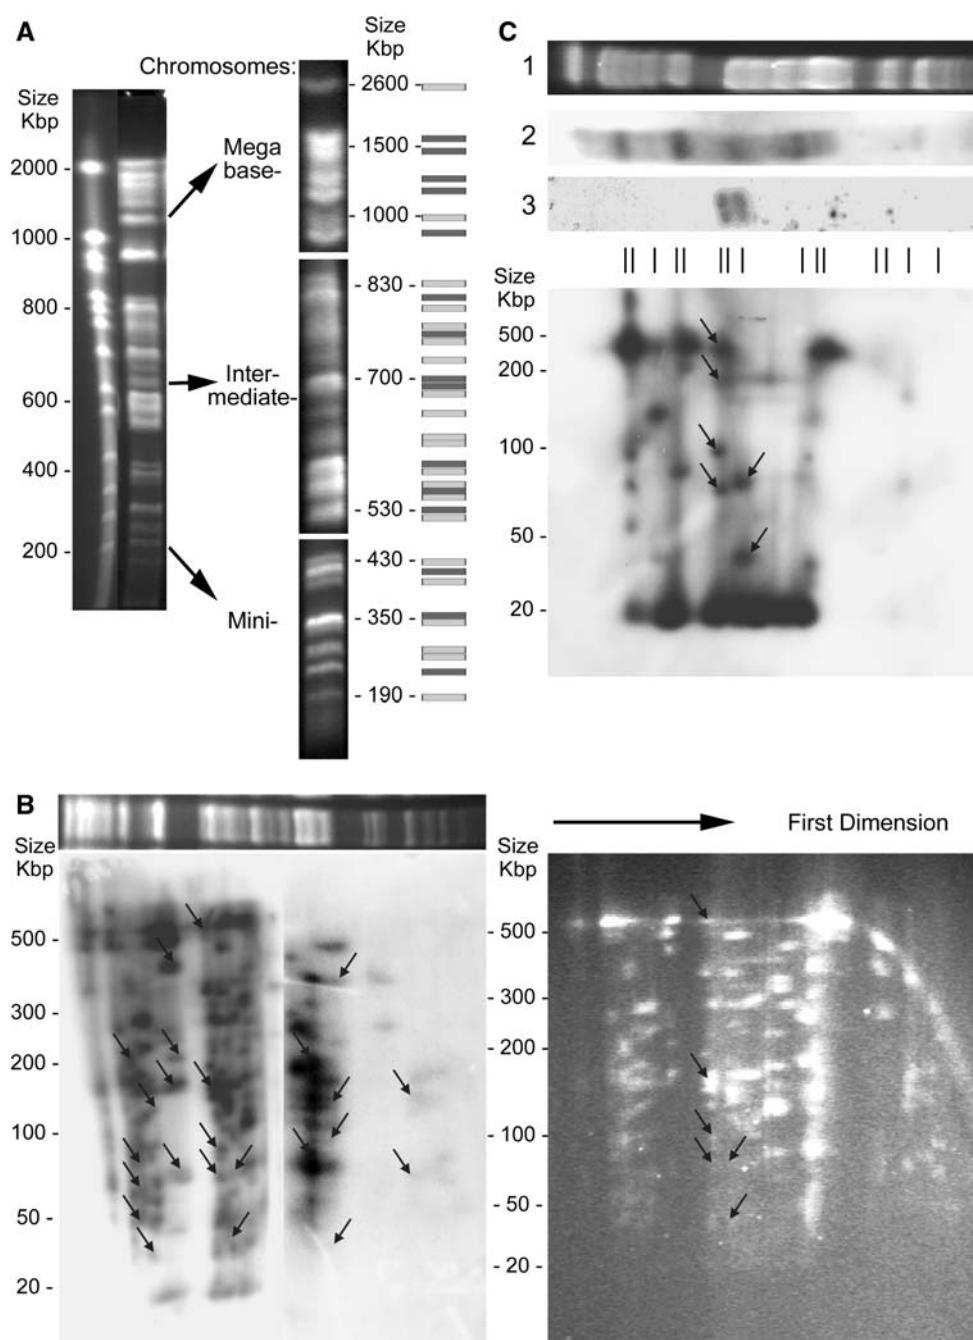 A
Size
Kbp
2000 -
1000 -
800 -
600 -
400 -
200 -
Chromosomes:
Mega
base-
Inter-
mediate-
Mini-
Size
Kbp
- 2600 -
- 1500 -
- 1000 -
- 830 -
- 700 -
- 530 -
- 430 -
- 350 -
- 190 -
C
1
2
3
Size
Kbp
500 -
200 -
100 -
50 -
20 -
B
Size
Kbp
500 -
300 -
200 -
100 -
50 -
20 -
First Dimension
Size
Kbp
- 500 -
- 300 -
- 200 -
- 100 -
- 50 -
- 20 -